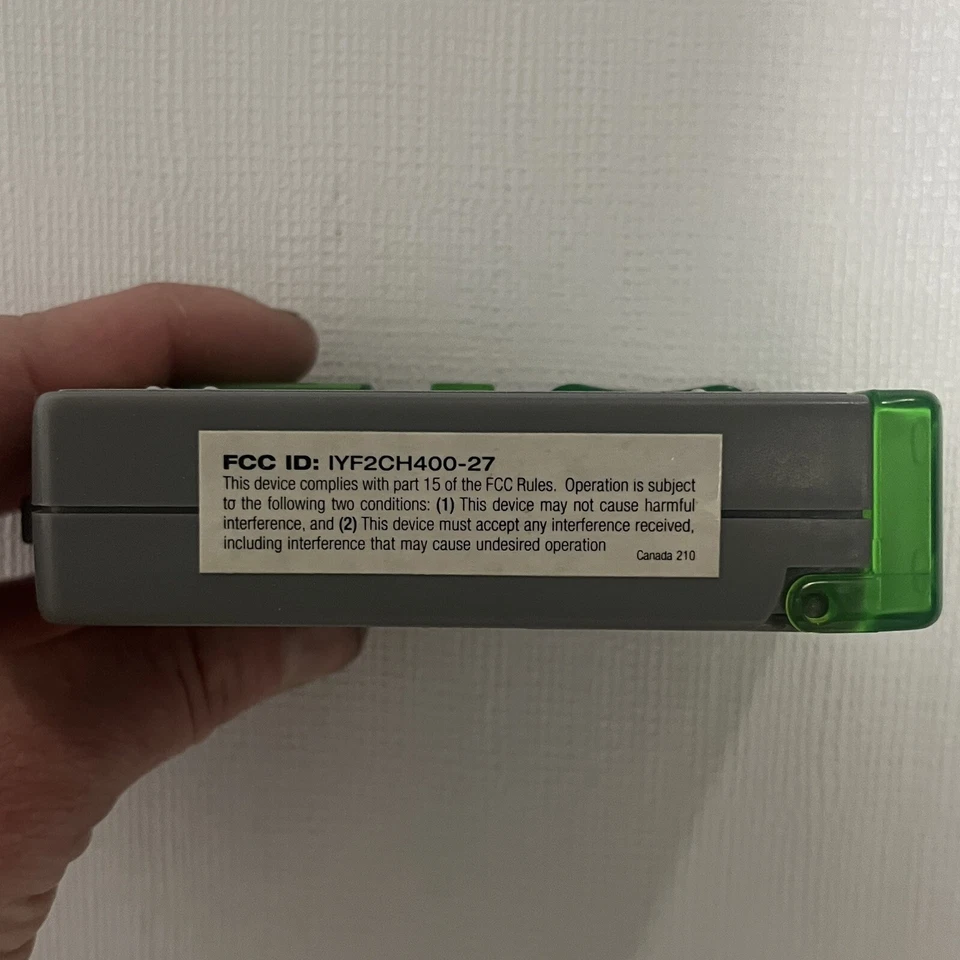 FCC ID: IYF2CH400-27
This device complies with part 15 of the FCC Rules. Operation is subject
to the following two conditions: (1) This device may not cause harmful
interference, and (2) This device must accept any interference received,
including interference that may cause undesired operation
Canada 210